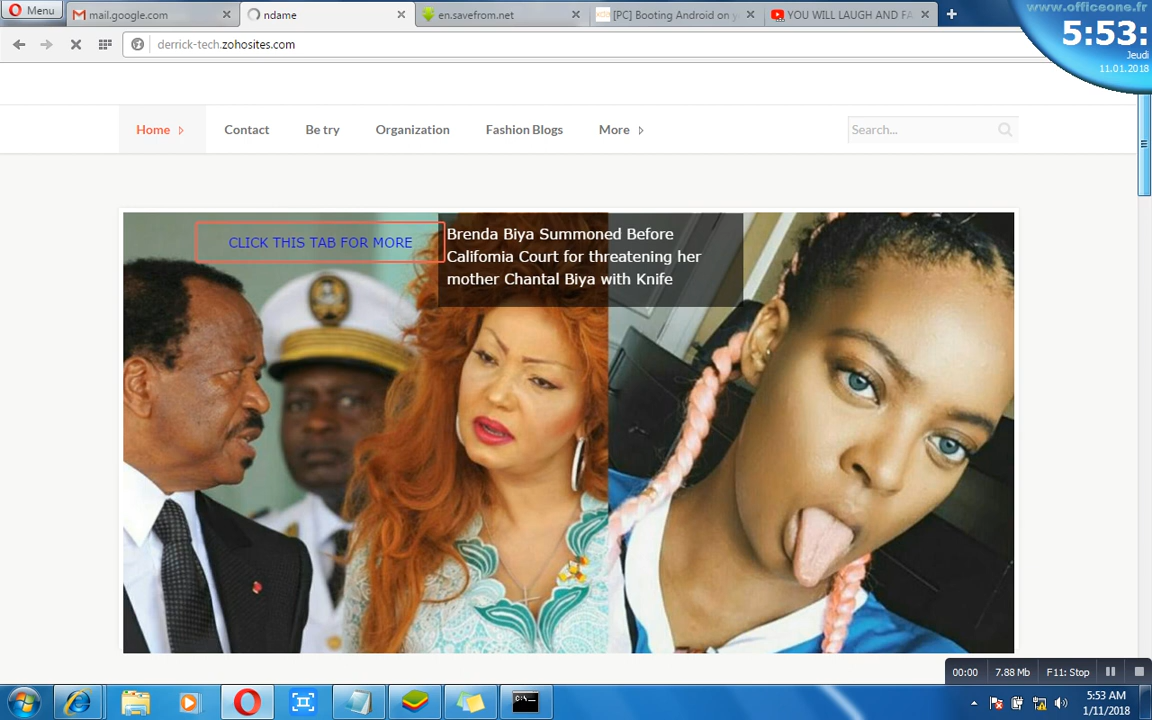 Menu
mail.google.com
ndame
en.savefrom.net
[PC] Booting Android on y
YOU WILL LAUGH AND FA
www.officeone.fr
5:53:
Jeudi
11.01.2018
derrick-tech.zohosites.com
Home
Contact
Be try
Organization
Fashion Blogs
More
Search...
CLICK THIS TAB FOR MORE
Brenda Biya Summoned Before
Califomia Court for threatening her
mother Chantal Biya with Knife
00:00
7.88 Mb
F11: Stop
5:53 AM
1/11/2018